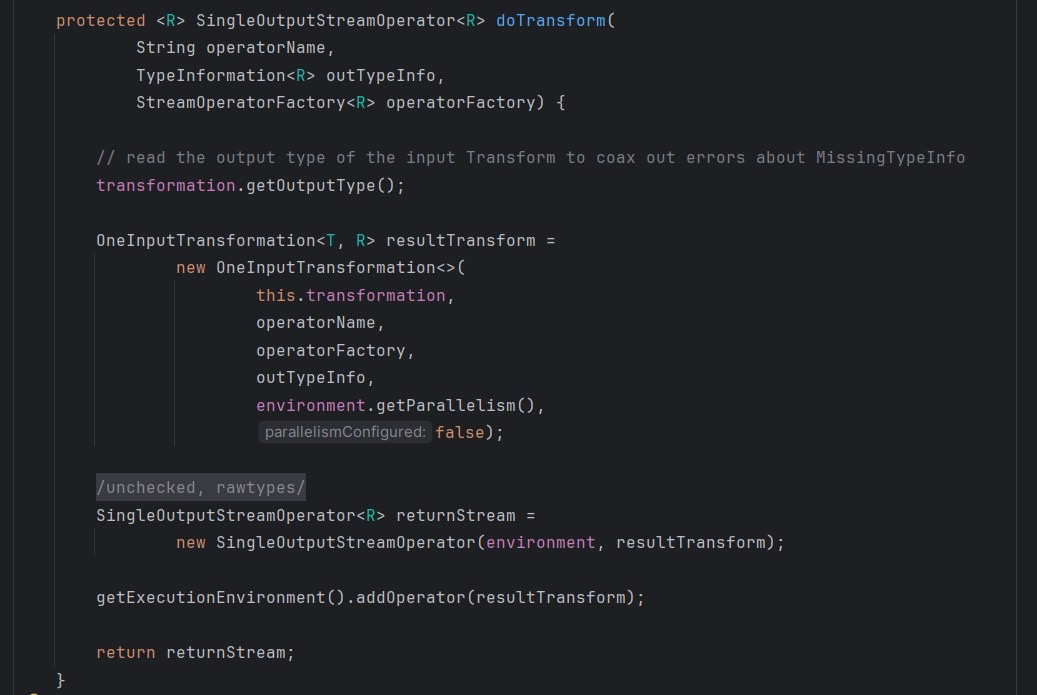 protected <R> SingleOutputStreamOperator<R> doTransform(
String operatorName,
TypeInformation<R> outTypeInfo,
StreamOperatorFactory<R> operatorFactory) {
// read the output type of the input Transform to coax out errors about MissingTypeInfo
transformation.getOutputType();
OneInputTransformation<T, R> resultTransform =
new OneInputTransformation<>(
this.transformation,
operatorName,
operatorFactory,
outTypeInfo,
environment.getParallelism(),
parallelismConfigured: false);
/unchecked, rawtypes/
SingleOutputStreamOperator<R> returnStream =
new SingleOutputStreamOperator(environment, resultTransform);
getExecutionEnvironment().addOperator(resultTransform);
return returnStream;
}